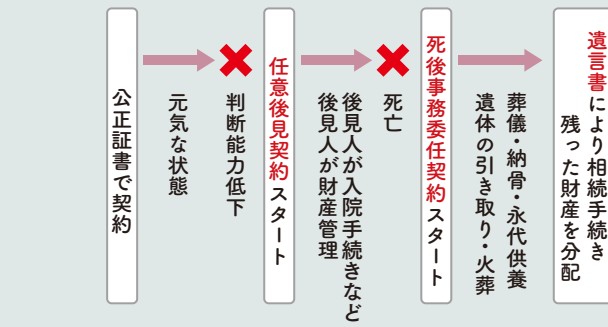 公正証書で契約
元気な状態
判断能力低下
任意後見契約スタート
後見人が入院手続きなど
後見人が財産管理
死亡
死後事務委任契約スタート
葬儀・納骨・永代供養
遺体の引き取り・火葬
遺言書により相続手続き
残った財産を分配